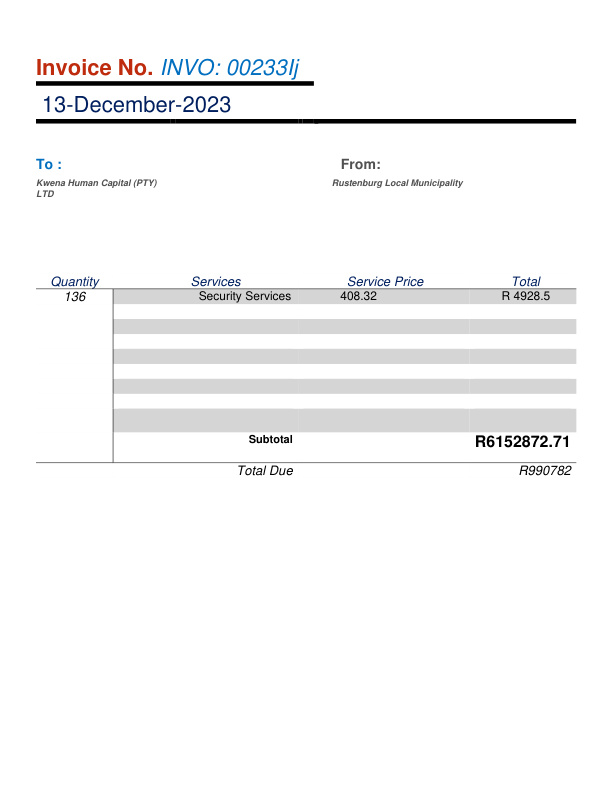 Invoice No. INVO: 00233Ij
13-December-2023
To :
From:
Kwena Human Capital (PTY)
LTD
Rustenburg Local Municipality
Quantity Services Service Price Total
136 Security Services 408.32 R 4928.5
Subtotal R6152872.71
Total Due R990782